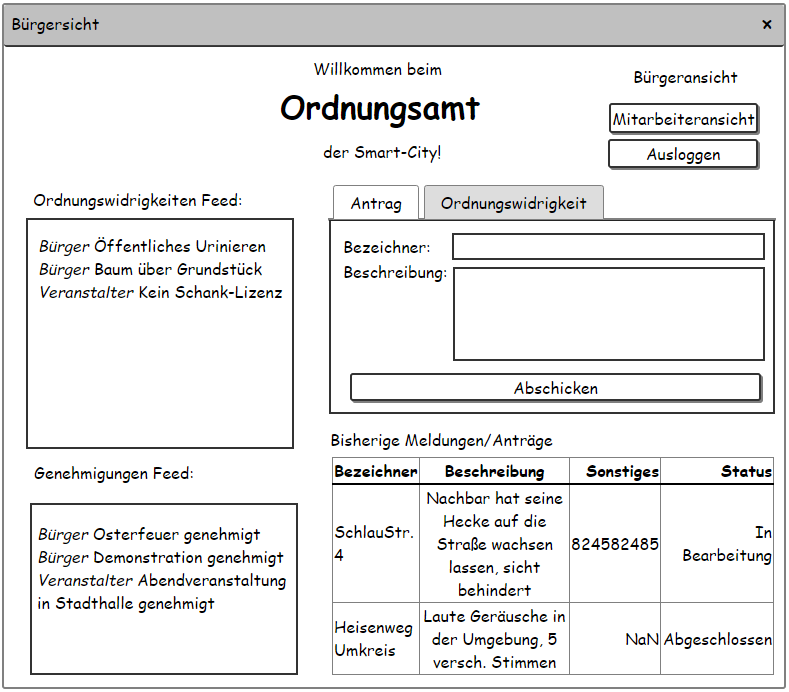 Bürgersicht
×
Willkommen beim
Ordnungsamt
der Smart-City!
Bürgeransicht
Mitarbeiteransicht
Ausloggen
Ordnungswidrigkeiten Feed:
Bürger Öffentliches Urinieren
Bürger Baum über Grundstück
Veranstalter Kein Schank-Lizenz
Genehmigungen Feed:
Bürger Osterfeuer genehmigt
Bürger Demonstration genehmigt
Veranstalter Abendveranstaltung
in Stadthalle genehmigt
Antrag
Ordnungswidrigkeit
Bezeichner:
Beschreibung:
Abschicken
Bisherige Meldungen/Anträge
Bezeichner Beschreibung Sonstiges Status
SchlauStr.
4
Nachbar hat seine
Hecke auf die
Straße wachsen
lassen, sicht
behindert
824582485
In
Bearbeitung
Heisenweg
Umkreis
Laute Geräusche in
der Umgebung, 5
versch. Stimmen
NaN
Abgeschlossen